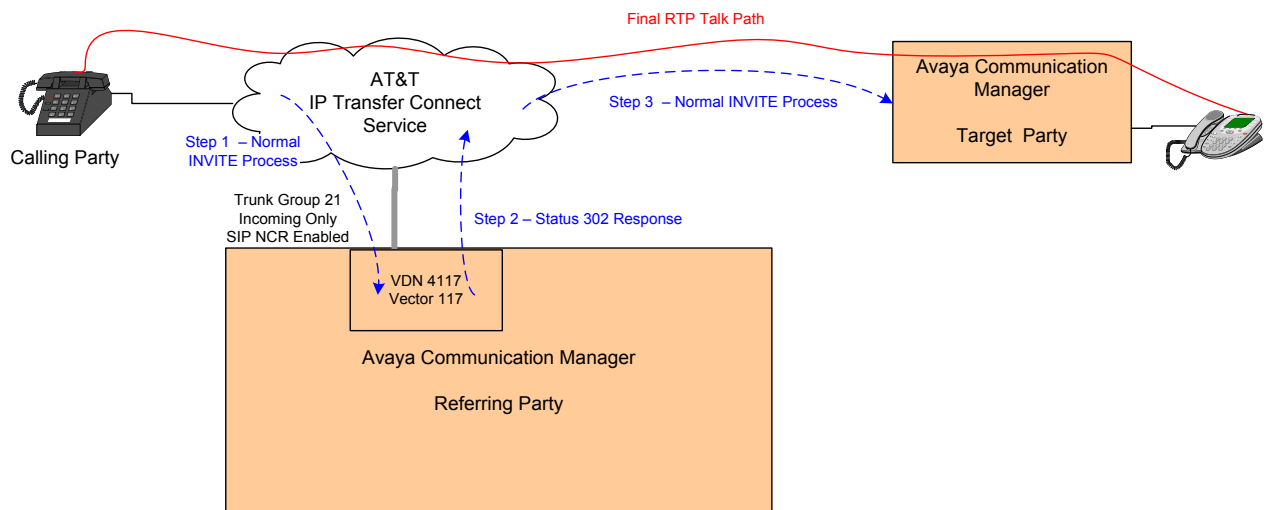 Final RTP Talk Path
AT&T
IP Transfer Connect
Service
Avaya Communication
Manager
Target Party
Step 3 – Normal INVITE Process
Calling Party
Step 1 – Normal
INVITE Process
Trunk Group 21
Incoming Only
SIP NCR Enabled
Step 2 – Status 302 Response
VDN 4117
Vector 117
Avaya Communication Manager
Referring Party